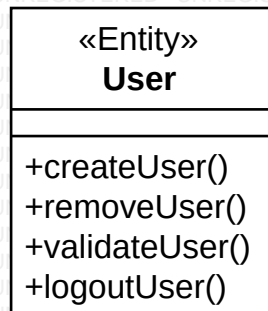 «Entity»
User
+createUser()
+removeUser()
+validateUser()
+logoutUser()